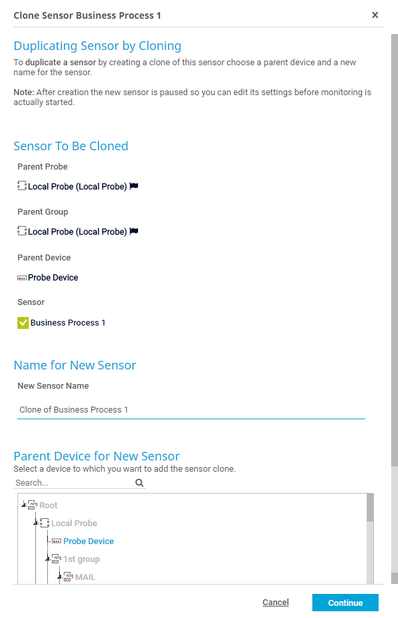 Clone Sensor Business Process 1
Duplicating Sensor by Cloning
To duplicate a sensor by creating a clone of this sensor choose a parent device and a new
name for the sensor.
Note: After creation the new sensor is paused so you can edit its settings before monitoring is
actually started.
Sensor To Be Cloned
Parent Probe
Local Probe (Local Probe)
Parent Group
Local Probe (Local Probe)
Parent Device
Probe Device
Sensor
Business Process 1
Name for New Sensor
New Sensor Name
Clone of Business Process 1
Parent Device for New Sensor
Select a device to which you want to add the sensor clone.
Search...
Root
Local Probe
Probe Device
1st group
MAIL
Cancel
Continue